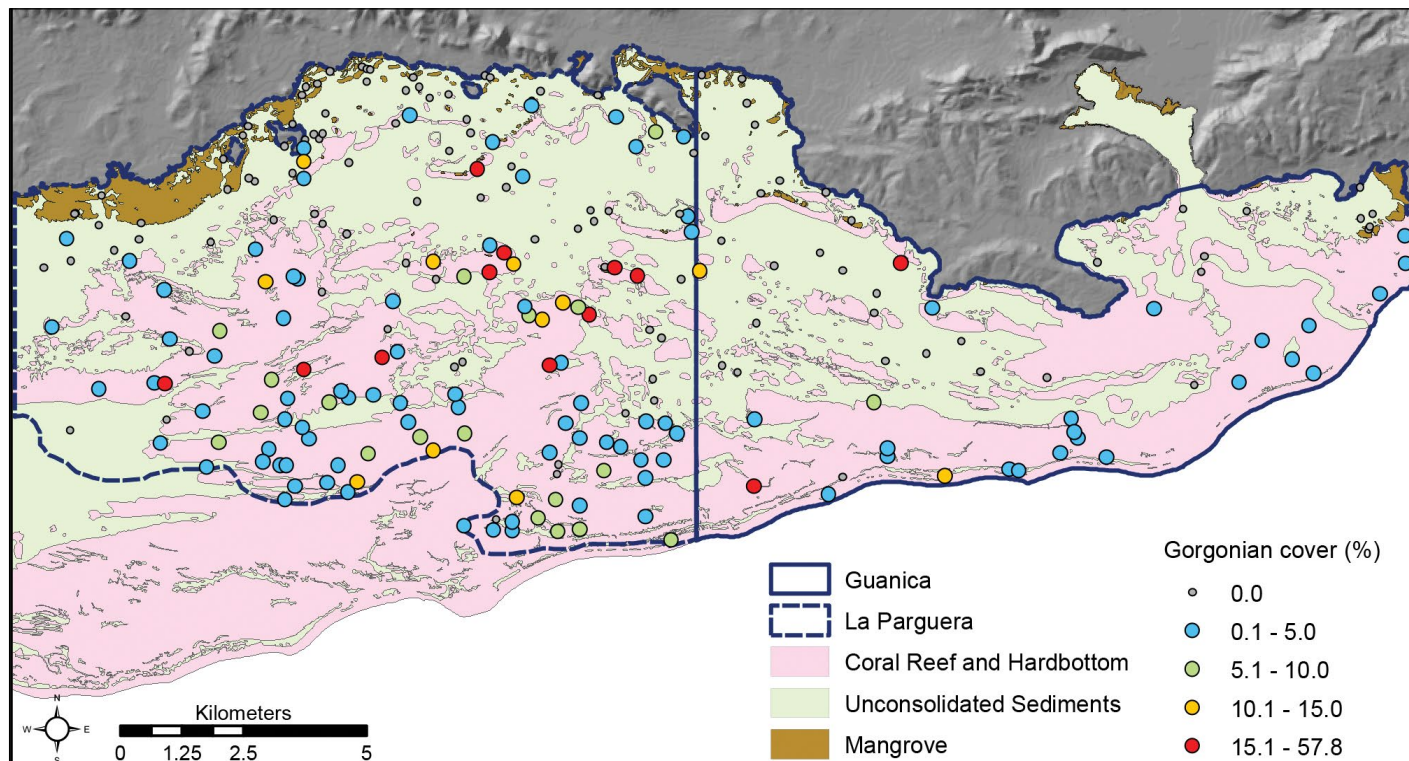 Guanica
La Parguera
Coral Reef and Hardbottom
Unconsolidated Sediments
Mangrove
Gorgonian cover (%)
0.0
0.1 - 5.0
5.1 - 10.0
10.1 - 15.0
15.1 - 57.8
N
W E
S
Kilometers
0 1.25 2.5 5